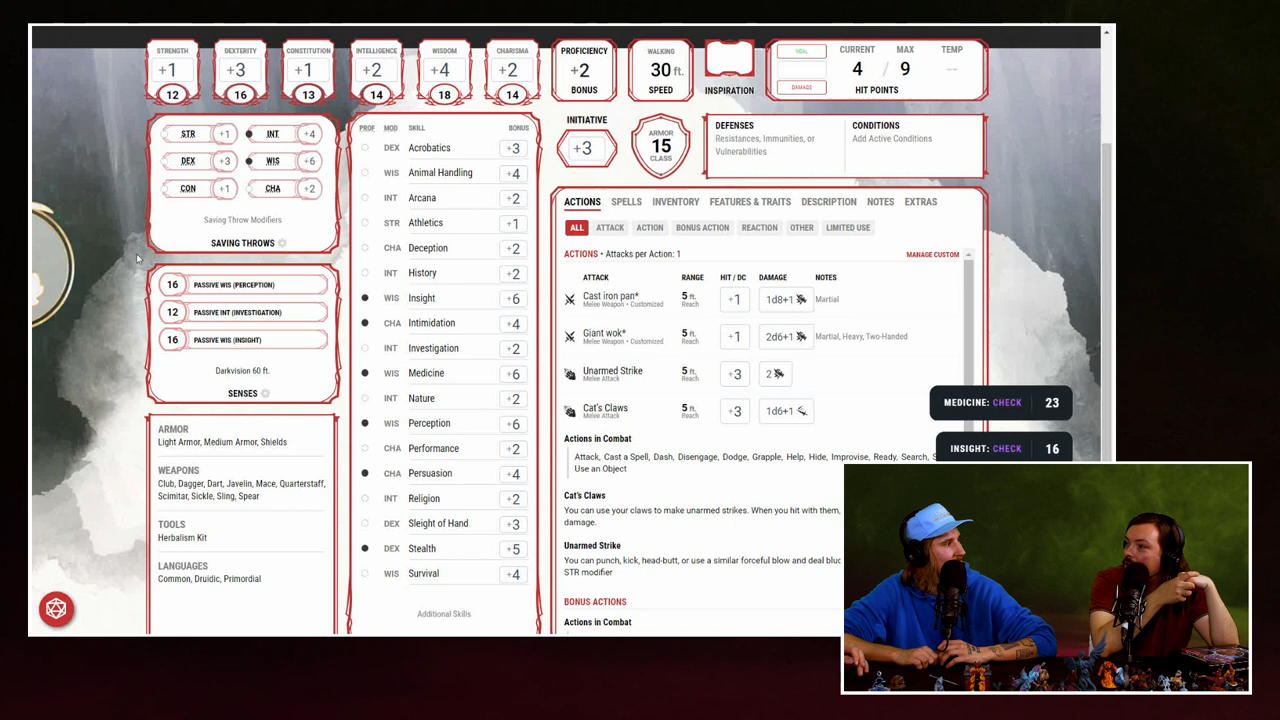 STRENGTH
+1
12
DEXTERITY
+3
16
CONSTITUTION
+1
13
INTELLIGENCE
+2
14
WISDOM
+4
18
CHARISMA
+2
14
PROFICIENCY
+2
BONUS
WALKING
30 ft.
SPEED
INSPIRATION
HEAL
DAMAGE
CURRENT MAX TEMP
4 / 9 --
HIT POINTS
STR +1 INT +4
DEX +3 WIS +6
CON +1 CHA +2
Saving Throw Modifiers
SAVING THROWS
16 PASSIVE WIS (PERCEPTION)
12 PASSIVE INT (INVESTIGATION)
16 PASSIVE WIS (INSIGHT)
Darkvision 60 ft.
SENSES
ARMOR
Light Armor, Medium Armor, Shields
WEAPONS
Club, Dagger, Dart, Javelin, Mace, Quarterstaff,
Scimitar, Sickle, Sling, Spear
TOOLS
Herbalism Kit
LANGUAGES
Common, Druidic, Primordial
PROF MOD SKILL BONUS
DEX Acrobatics +3
WIS Animal Handling +4
INT Arcana +2
STR Athletics +1
CHA Deception +2
INT History +2
WIS Insight +6
CHA Intimidation +4
INT Investigation +2
WIS Medicine +6
INT Nature +2
WIS Perception +6
CHA Performance +2
CHA Persuasion +4
INT Religion +2
DEX Sleight of Hand +3
DEX Stealth +5
WIS Survival +4
Additional Skills
INITIATIVE
+3
ARMOR
15
CLASS
DEFENSES
Resistances, Immunities, or
Vulnerabilities
CONDITIONS
Add Active Conditions
ACTIONS SPELLS INVENTORY FEATURES & TRAITS DESCRIPTION NOTES EXTRAS
ALL ATTACK ACTION BONUS ACTION REACTION OTHER LIMITED USE
ACTIONS • Attacks per Action: 1 MANAGE CUSTOM
ATTACK RANGE HIT / DC DAMAGE NOTES
Cast iron pan* 5 ft. +1 1d8+1 Martial
Melee Weapon • Customized Reach
Giant wok* 5 ft. +1 2d6+1 Martial, Heavy, Two-Handed
Melee Weapon • Customized Reach
Unarmed Strike 5 ft. +3 2
Melee Attack Reach
Cat's Claws 5 ft. +3 1d6+1
Melee Attack Reach
Actions in Combat
Attack, Cast a Spell, Dash, Disengage, Dodge, Grapple, Help, Hide, Improvise, Ready, Search, S
Use an Object
Cat's Claws
You can use your claws to make unarmed strikes. When you hit with them,
damage.
Unarmed Strike
You can punch, kick, head-butt, or use a similar forceful blow and deal bluc
STR modifier
BONUS ACTIONS
Actions in Combat
MEDICINE: CHECK 23
INSIGHT: CHECK 16